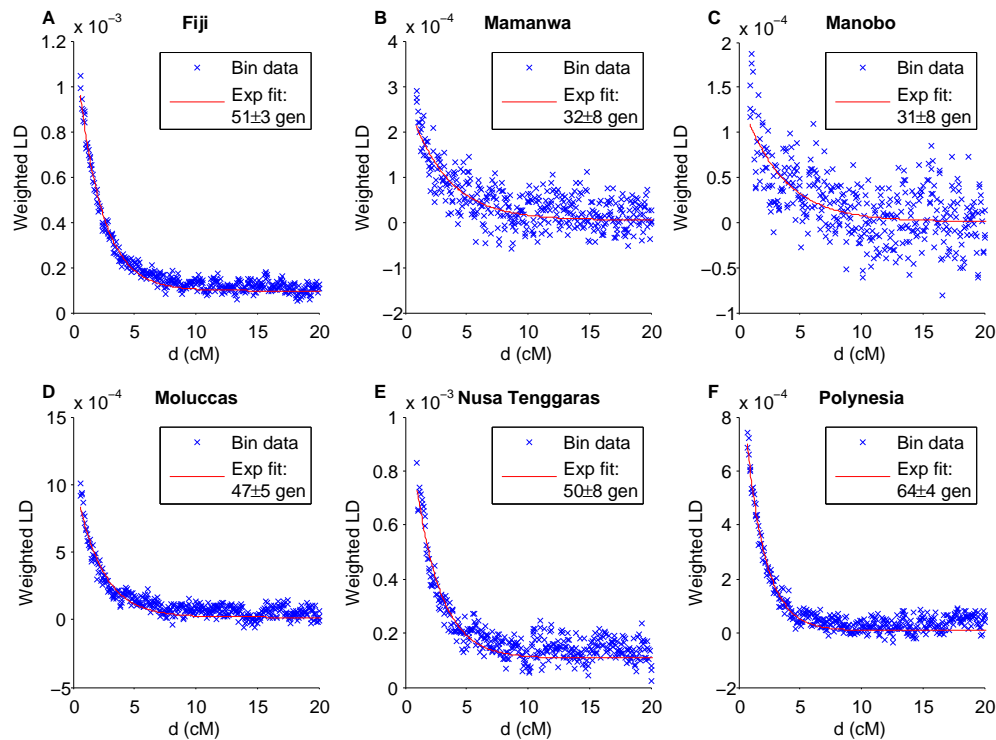 A
x 10⁻³
Fiji
1.2
1
0.8
0.6
0.4
0.2
0
0
5
10
15
20
Weighted LD
d (cM)
Bin data
Exp fit:
51±3 gen
B
x 10⁻⁴
Mamanwa
4
3
2
1
0
−1
−2
0
5
10
15
20
Weighted LD
d (cM)
Bin data
Exp fit:
32±8 gen
C
x 10⁻⁴
Manobo
2
1.5
1
0.5
0
−0.5
−1
0
5
10
15
20
Weighted LD
d (cM)
Bin data
Exp fit:
31±8 gen
D
x 10⁻⁴
Moluccas
15
10
5
0
−5
0
5
10
15
20
Weighted LD
d (cM)
Bin data
Exp fit:
47±5 gen
E
x 10⁻³
Nusa Tenggaras
1
0.8
0.6
0.4
0.2
0
0
5
10
15
20
Weighted LD
d (cM)
Bin data
Exp fit:
50±8 gen
F
x 10⁻⁴
Polynesia
8
6
4
2
0
−2
0
5
10
15
20
Weighted LD
d (cM)
Bin data
Exp fit:
64±4 gen